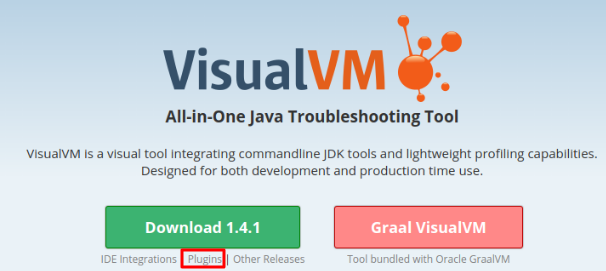 VisualVM
All-in-One Java Troubleshooting Tool
VisualVM is a visual tool integrating commandline JDK tools and lightweight profiling capabilities.
Designed for both development and production time use.
Download 1.4.1
Graal VisualVM
IDE Integrations | Plugins | Other Releases
Tool bundled with Oracle GraalVM